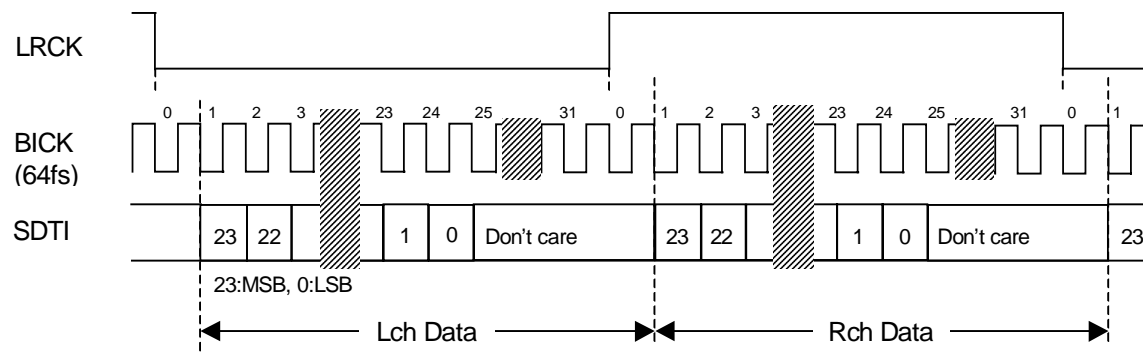 LRCK
0 1 2 3 23 24 25 31 0 1 2 3 23 24 25 31 0 1
BICK
(64fs)
SDTI 23 22 1 0 Don't care 23 22 1 0 Don't care 23
23:MSB, 0:LSB
Lch Data Rch Data